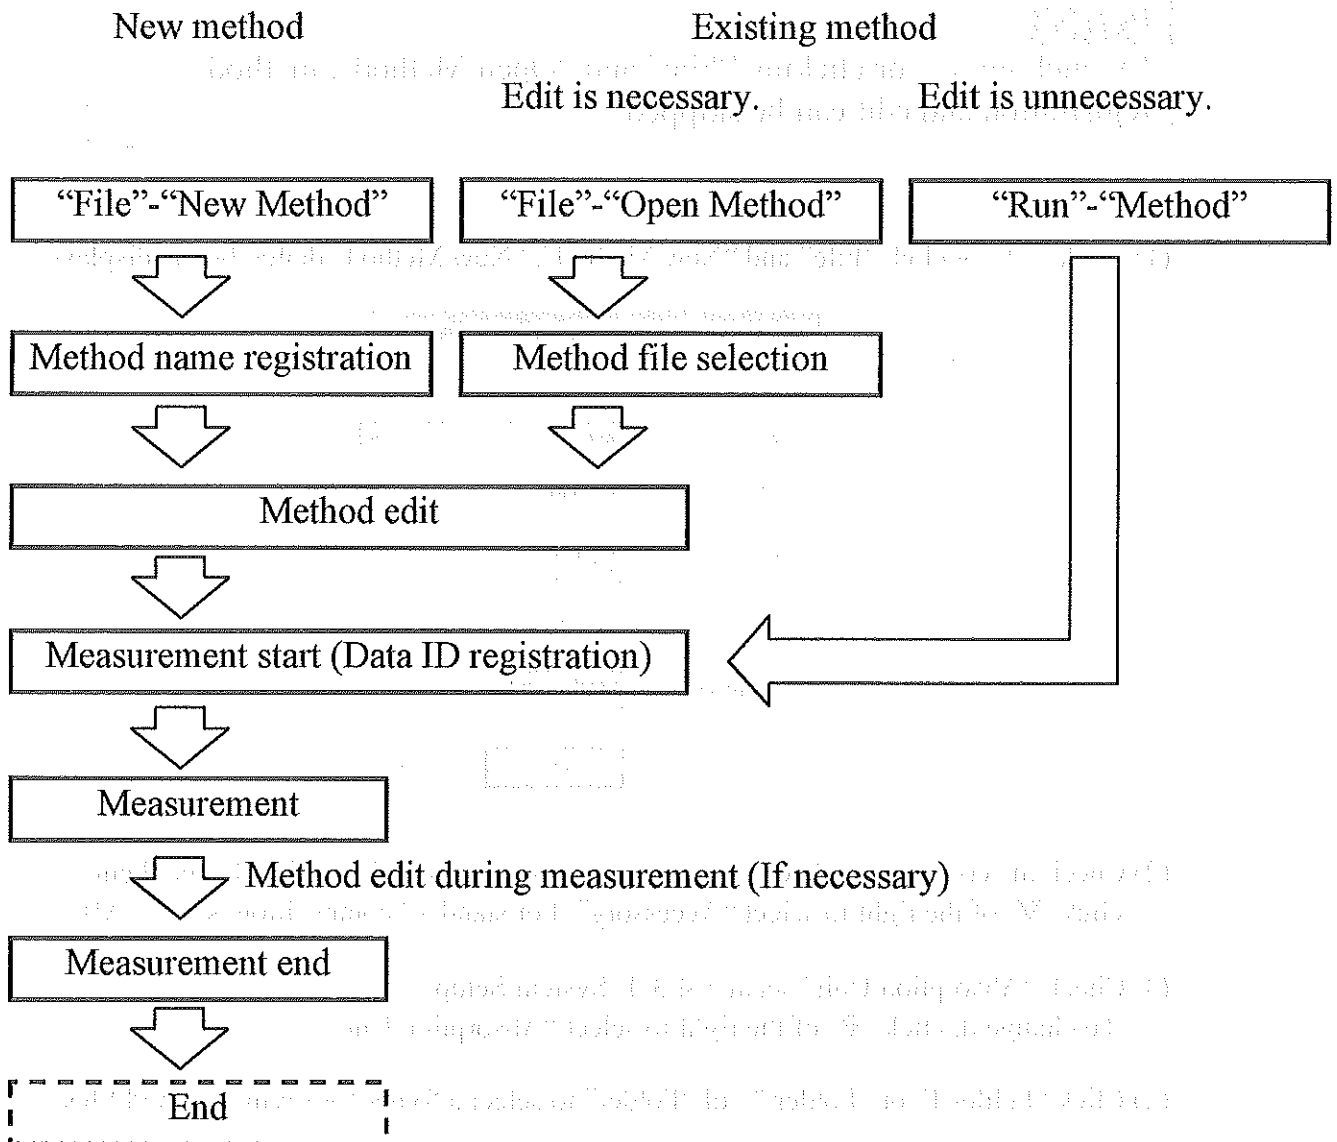 New method
Existing method
Edit is necessary.
Edit is unnecessary.
“File”-“New Method”
“File”-“Open Method”
“Run”-“Method”
Method name registration
Method file selection
Method edit
Measurement start (Data ID registration)
Measurement
Method edit during measurement (If necessary)
Measurement end
End